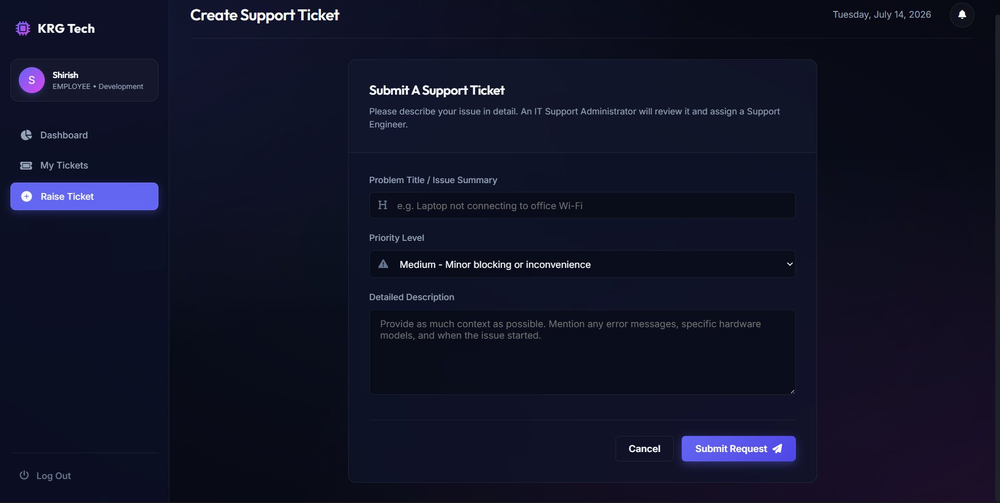 KRG Tech
S
Shirish
EMPLOYEE • Development
Dashboard
My Tickets
Raise Ticket
Log Out
Create Support Ticket
Tuesday, July 14, 2026
Submit A Support Ticket
Please describe your issue in detail. An IT Support Administrator will review it and assign a Support
Engineer.
Problem Title / Issue Summary
e.g. Laptop not connecting to office Wi-Fi
Priority Level
Medium - Minor blocking or inconvenience
Detailed Description
Provide as much context as possible. Mention any error messages, specific hardware
models, and when the issue started.
Cancel
Submit Request